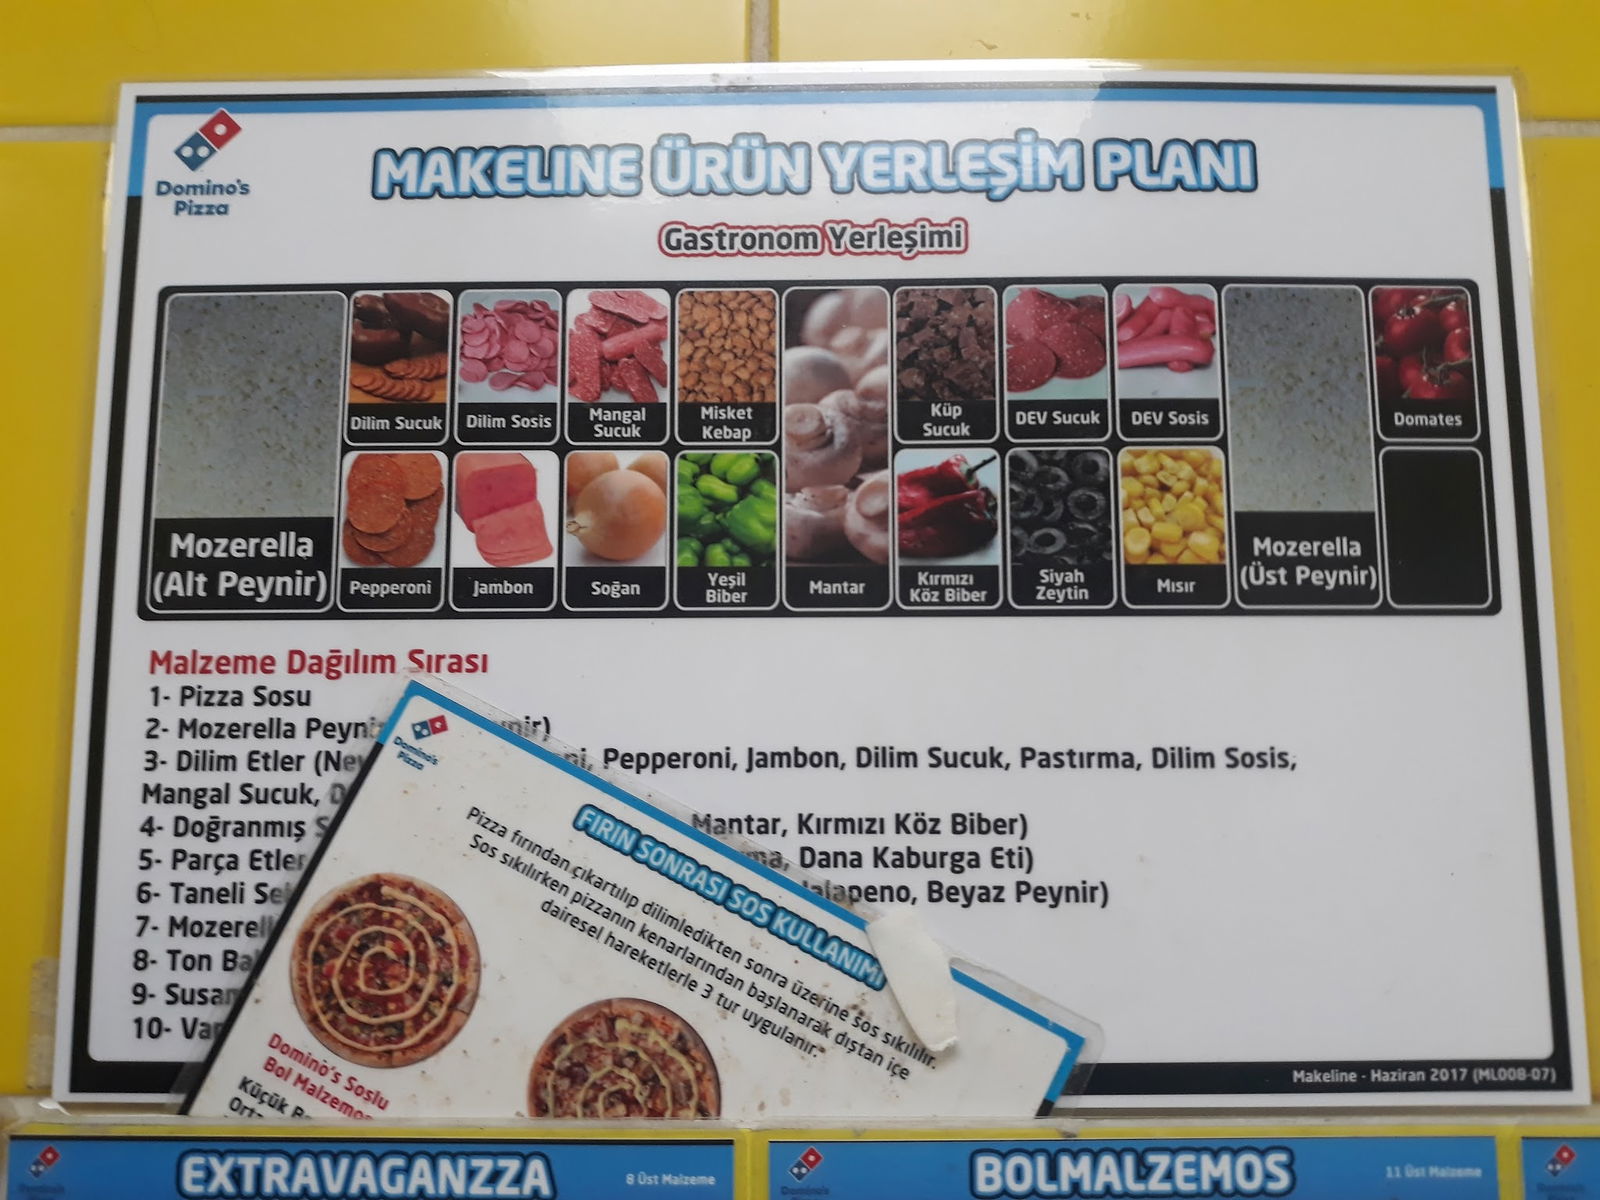 Domino's
Pizza
MAKELINE ÜRÜN YERLEŞİM PLANI
Gastronom Yerleşimi
Mozerella
(Alt Peynir)
Dilim Sucuk
Dilim Sosis
Mangal
Sucuk
Misket
Kebap
Mantar
Küp
Sucuk
DEV Sucuk
DEV Sosis
Mozerella
(Üst Peynir)
Domates
Pepperoni
Jambon
Soğan
Yeşil
Biber
Kırmızı
Köz Biber
Siyah
Zeytin
Mısır
Malzeme Dağılım Sırası
1- Pizza Sosu
2- Mozerella
3- Dilim Etler Pepperoni, Jambon, Dilim Sucuk, Pastırma, Dilim Sosis,
Mangal Sucuk,
4- Doğranmış Mantar, Kırmızı Köz Biber)
5- Parça Etler Dana Kaburga Eti)
6- Taneli Jalapeno, Beyaz Peynir)
7-
8- Ton
9-
10-
Makeline - Haziran 2017 (ML008-07)
Domino's
Pizza
FIRIN SONRASI SOS KULLANIMI
Pizza fırından çıkartılıp dilimledikten sonra üzerine sos sıkılır.
Sos sıkılırken pizzanın kenarlarından başlanarak dıştan içe
dairesel hareketlerle 3 tur uygulanır.
Domino's Soslu
Bol
Küçük
EXTRAVAGANZZA
8 Üst Malzeme
BOLMALZEMOS
11 Üst Malzeme